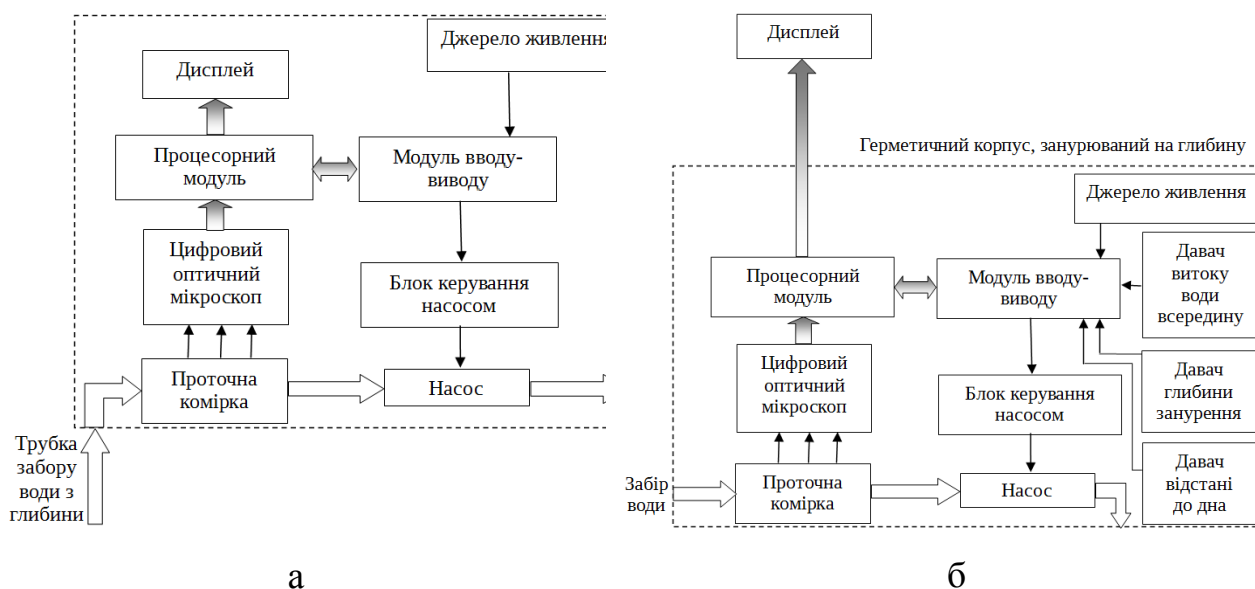 Джерело живлення
Дисплей
Процесорний
модуль
Модуль вводу-
виводу
Цифровий
оптичний
мікроскоп
Блок керування
насосом
Проточна
комірка
Насос
Трубка
забору
води з
глибини
а
Дисплей
Герметичний корпус, занурюваний на глибину
Джерело живлення
Процесорний
модуль
Модуль вводу-
виводу
Давач
витоку
води
всередину
Цифровий
оптичний
мікроскоп
Блок керування
насосом
Давач
глибини
занурення
Забір
води
Проточна
комірка
Насос
Давач
відстані
до дна
б